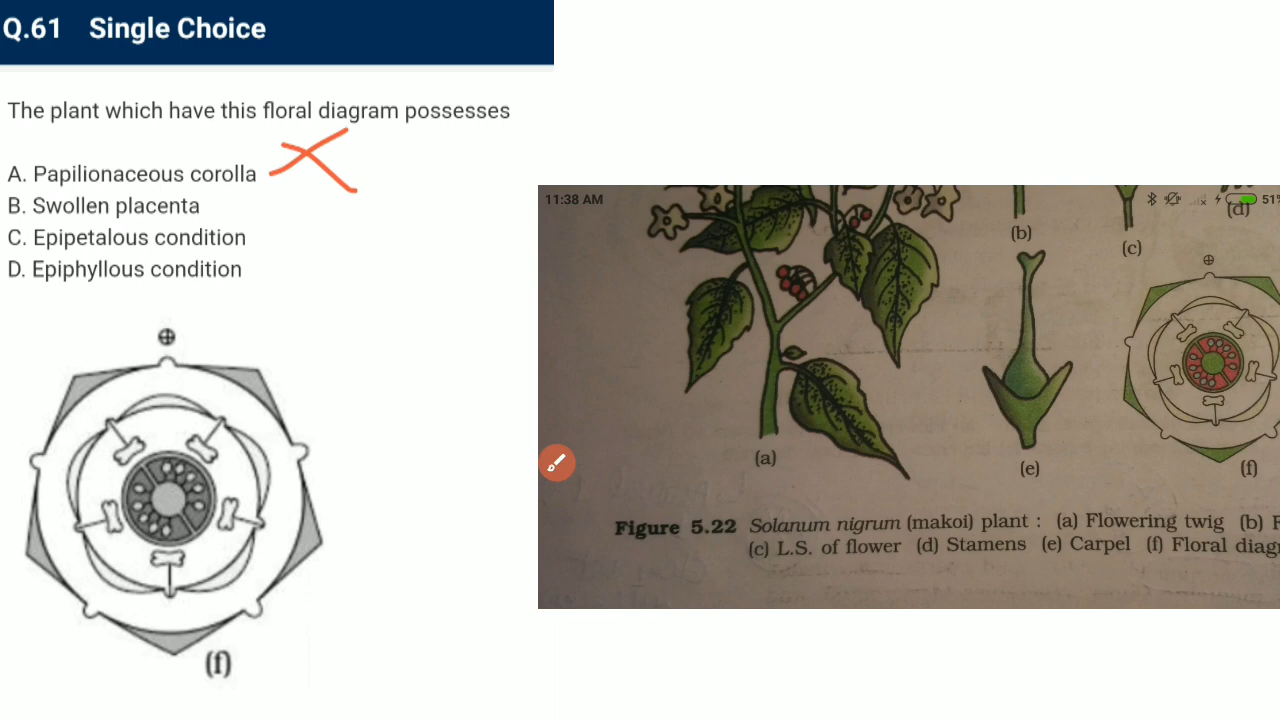 Q.61 Single Choice
The plant which have this floral diagram possesses
A. Papilionaceous corolla
B. Swollen placenta
C. Epipetalous condition
D. Epiphyllous condition
(f)
11:38 AM
51%
(d)
(b)
(c)
(a)
(e)
(f)
Figure 5.22 Solanum nigrum (makoi) plant : (a) Flowering twig (b) F
(c) L.S. of flower (d) Stamens (e) Carpel (f) Floral diag